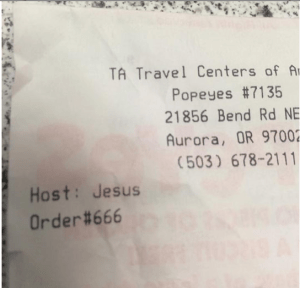 TA Travel Centers of
Popeyes #7135
21856 Bend Rd NE
Aurora, OR 97002
(503) 678-2111
Host: Jesus
Order#666